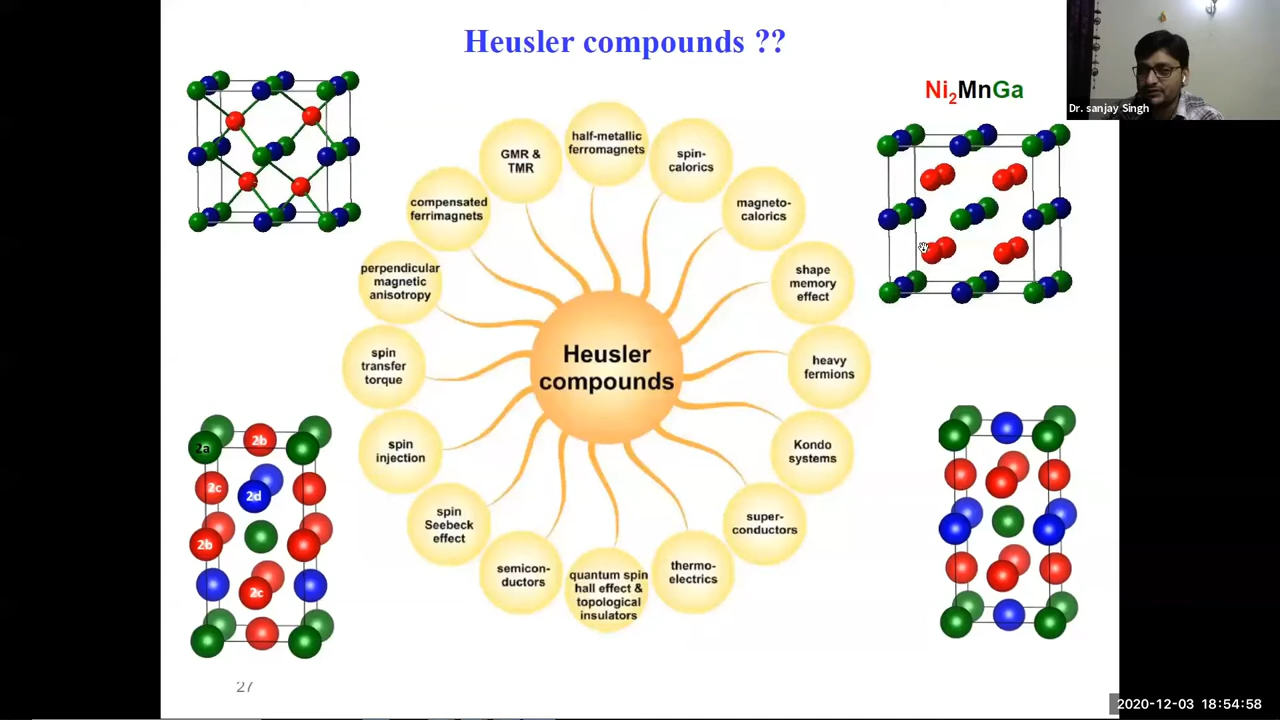 Heusler compounds ??
Dr. sanjay Singh
Ni2MnGa
half-metallic
ferromagnets
GMR &
TMR
spin-
calorics
compensated
ferrimagnets
magneto-
calorics
perpendicular
magnetic
anisotropy
shape
memory
effect
spin
transfer
torque
Heusler
compounds
heavy
fermions
spin
injection
Kondo
systems
spin
Seebeck
effect
super-
conductors
semicon-
ductors
quantum spin
hall effect &
topological
insulators
thermo-
electrics
2a
2b
2c
2d
2b
2c
27
2020-12-03 18:54:58